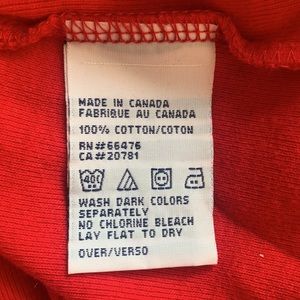 MADE IN CANADA
FABRIQUE AU CANADA
100% COTTON/COTON
RN#66476
CA#20781
40
WASH DARK COLORS
SEPARATELY
NO CHLORINE BLEACH
LAY FLAT TO DRY
OVER/VERSO